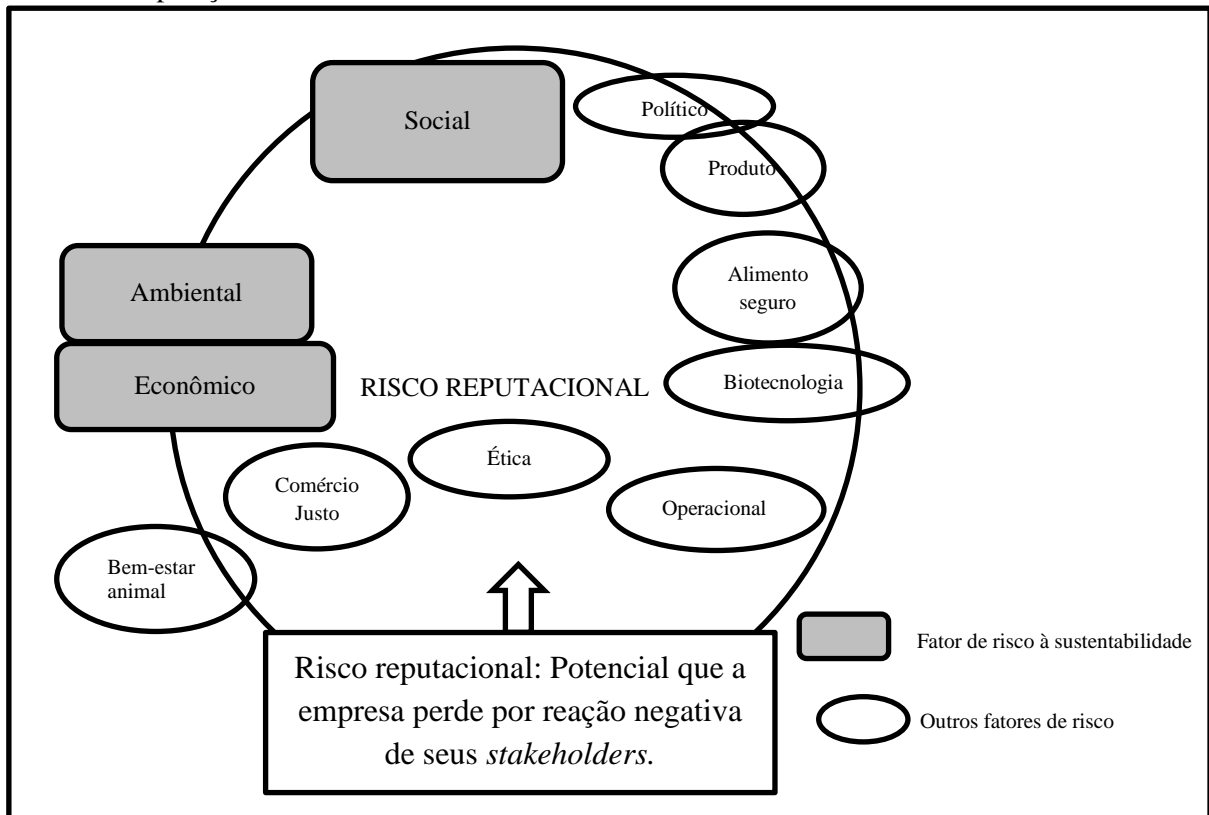 Social
Político
Produto
Alimento
seguro
Ambiental
Econômico
RISCO REPUTACIONAL
Biotecnologia
Ética
Comércio
Justo
Operacional
Bem-estar
animal
Risco reputacional: Potencial que a
empresa perde por reação negativa
de seus stakeholders.
Fator de risco à sustentabilidade
Outros fatores de risco